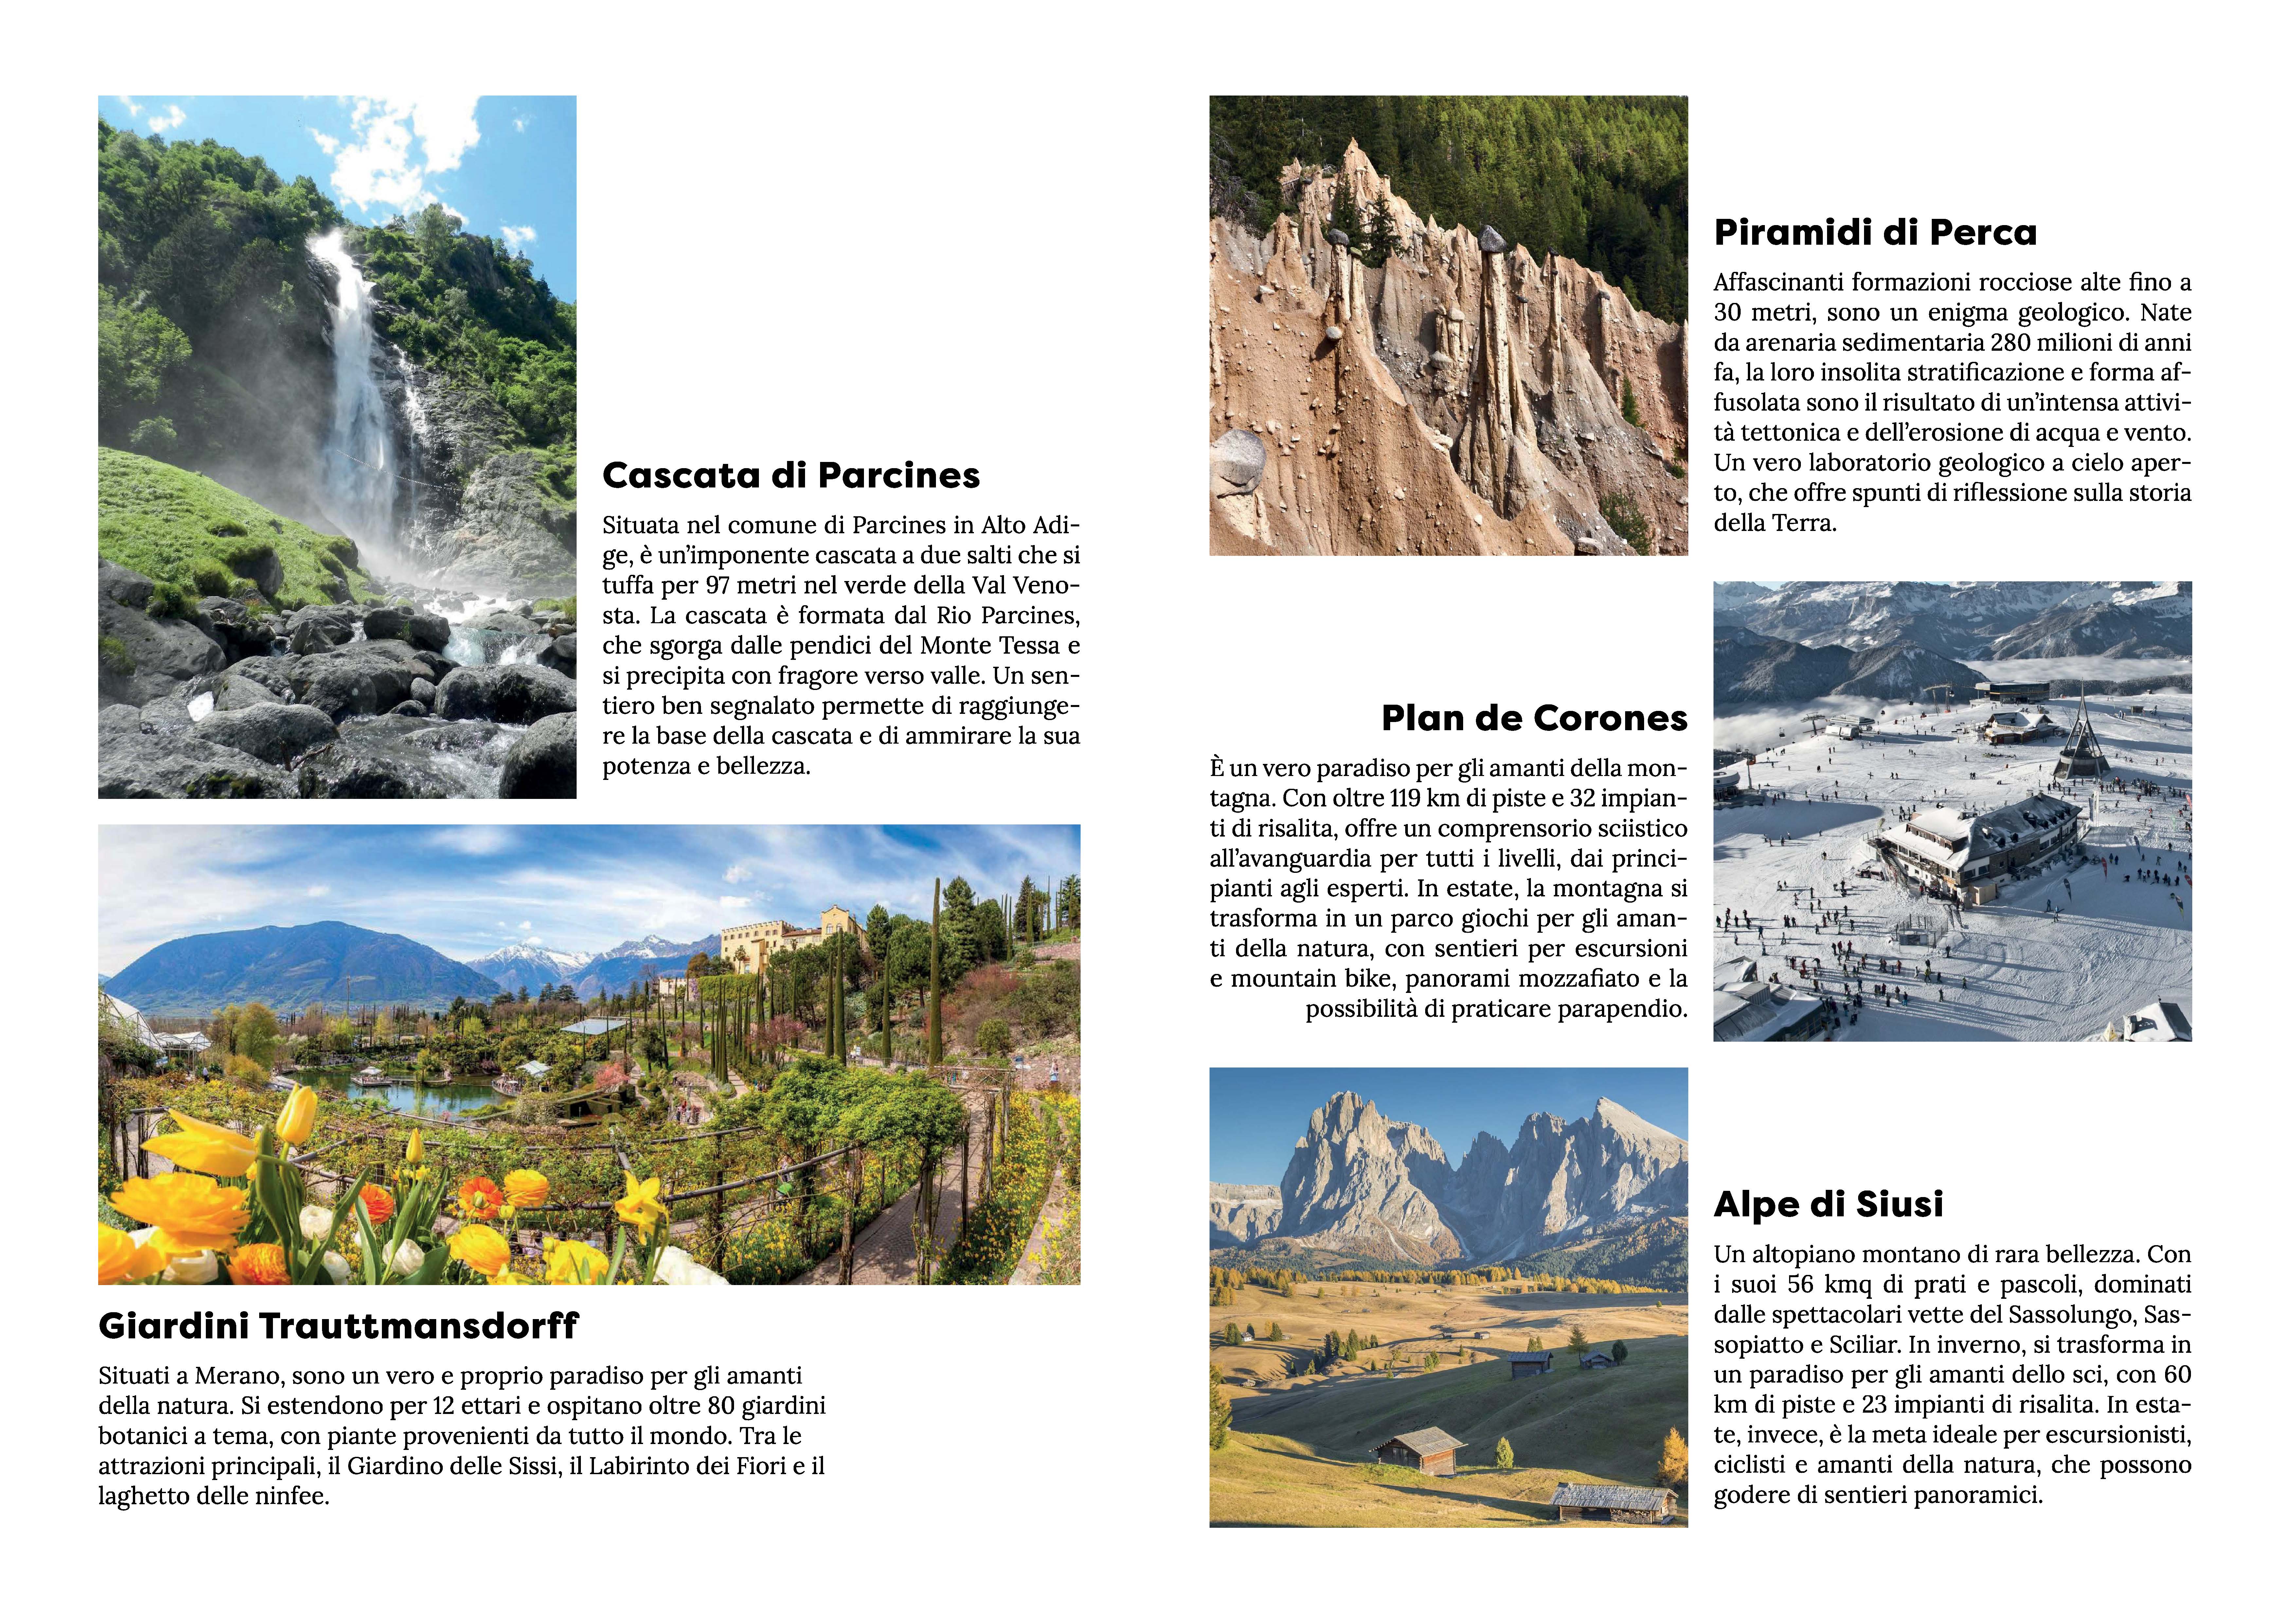 Cascata di Parcines
Situata nel comune di Parcines in Alto Adi-
ge, è un'imponente cascata a due salti che si
tuffa per 97 metri nel verde della Val Veno-
sta. La cascata è formata dal Rio Parcines,
che sgorga dalle pendici del Monte Tessa e
si precipita con fragore verso valle. Un sen-
tiero ben segnalato permette di raggiunge-
re la base della cascata e di ammirare la sua
potenza e bellezza.
Giardini Trauttmansdorff
Situati a Merano, sono un vero e proprio paradiso per gli amanti
della natura. Si estendono per 12 ettari e ospitano oltre 80 giardini
botanici a tema, con piante provenienti da tutto il mondo. Tra le
attrazioni principali, il Giardino delle Sissi, il Labirinto dei Fiori e il
laghetto delle ninfee.
Piramidi di Perca
Affascinanti formazioni rocciose alte fino a
30 metri, sono un enigma geologico. Nate
da arenaria sedimentaria 280 milioni di anni
fa, la loro insolita stratificazione e forma af-
fusolata sono il risultato di un'intensa attivi-
tà tettonica e dell'erosione di acqua e vento.
Un vero laboratorio geologico a cielo aper-
to, che offre spunti di riflessione sulla storia
della Terra.
Plan de Corones
È un vero paradiso per gli amanti della mon-
tagna. Con oltre 119 km di piste e 32 impian-
ti di risalita, offre un comprensorio sciistico
all'avanguardia per tutti i livelli, dai princi-
pianti agli esperti. In estate, la montagna si
trasforma in un parco giochi per gli aman-
ti della natura, con sentieri per escursioni
e mountain bike, panorami mozzafiato e la
possibilità di praticare parapendio.
Alpe di Siusi
Un altopiano montano di rara bellezza. Con
i suoi 56 kmq di prati e pascoli, dominati
dalle spettacolari vette del Sassolungo, Sas-
sopiatto e Sciliar. In inverno, si trasforma in
un paradiso per gli amanti dello sci, con 60
km di piste e 23 impianti di risalita. In esta-
te, invece, è la meta ideale per escursionisti,
ciclisti e amanti della natura, che possono
godere di sentieri panoramici.